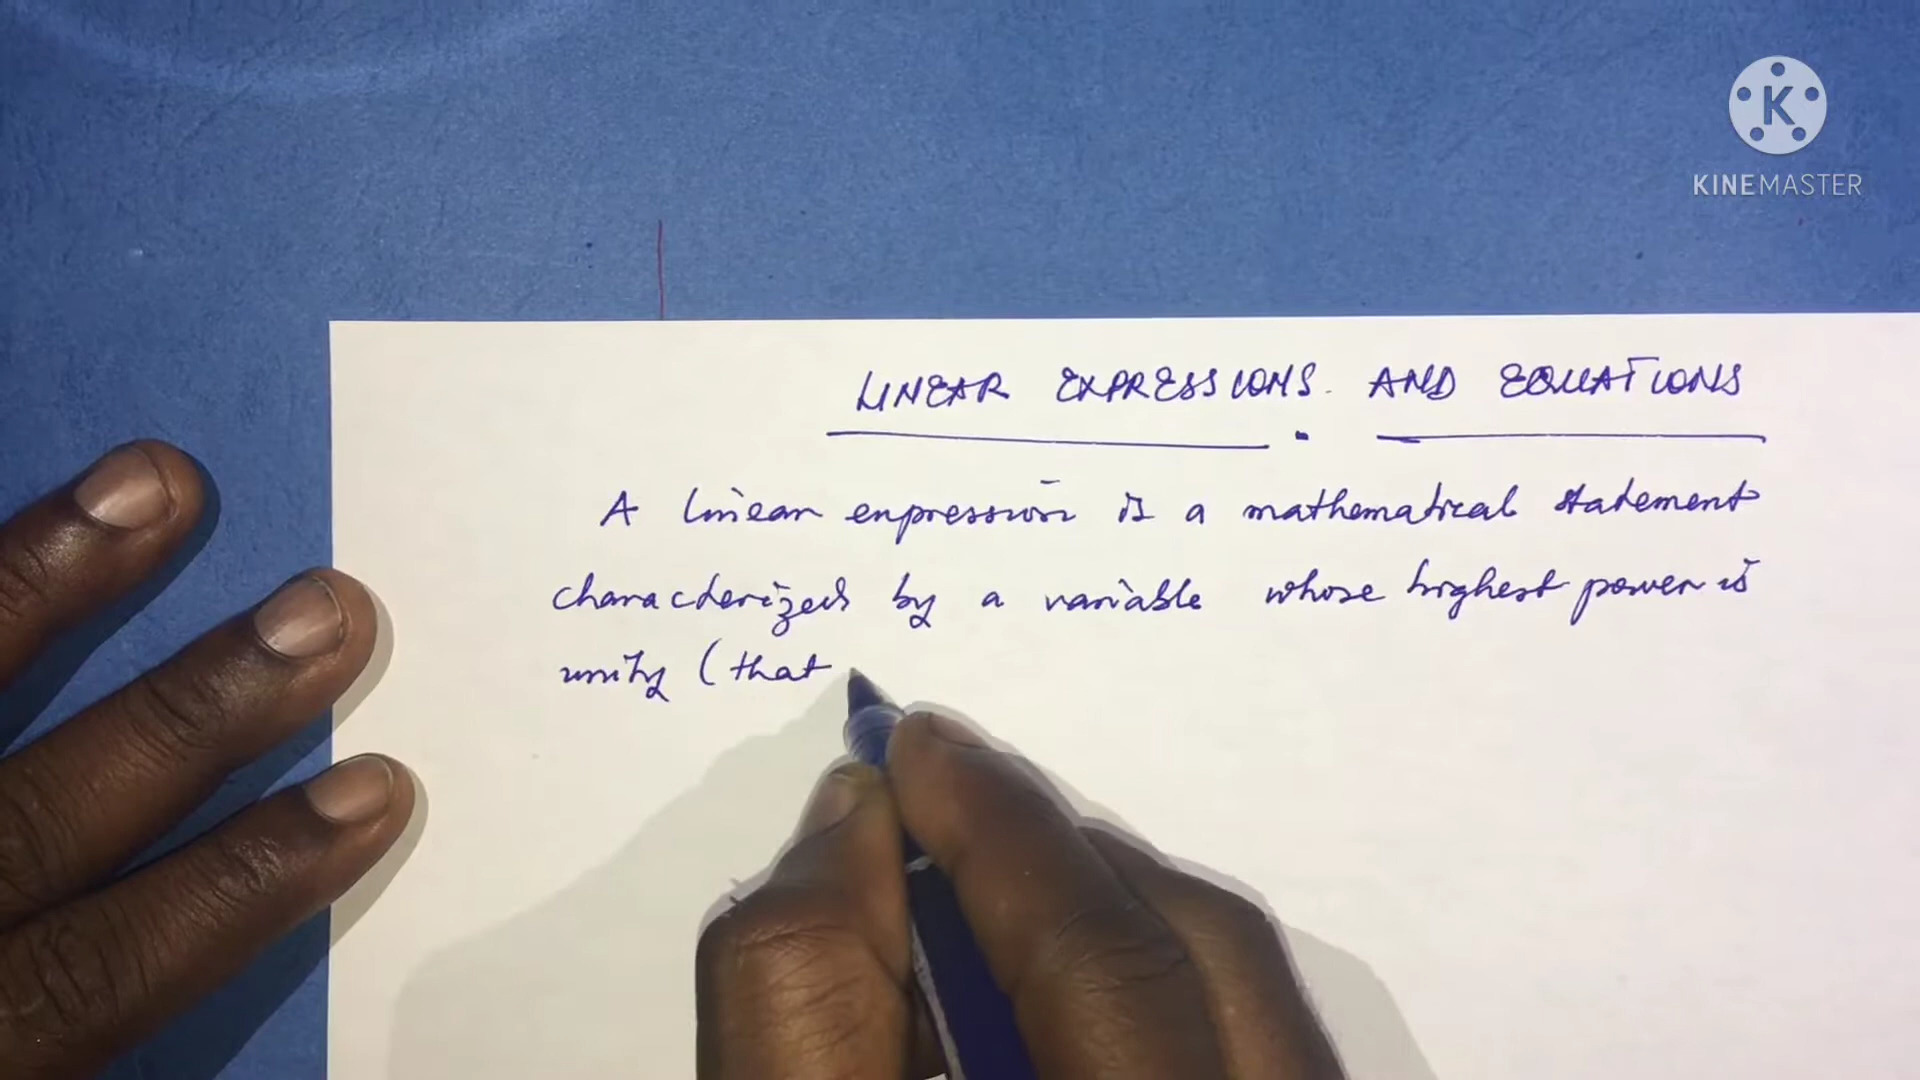 K
KINEMASTER
LINEAR EXPRESSIONS. AND EQUATIONS
A linear expression is a mathematical statement
characterized by a variable whose highest power is
unity (that